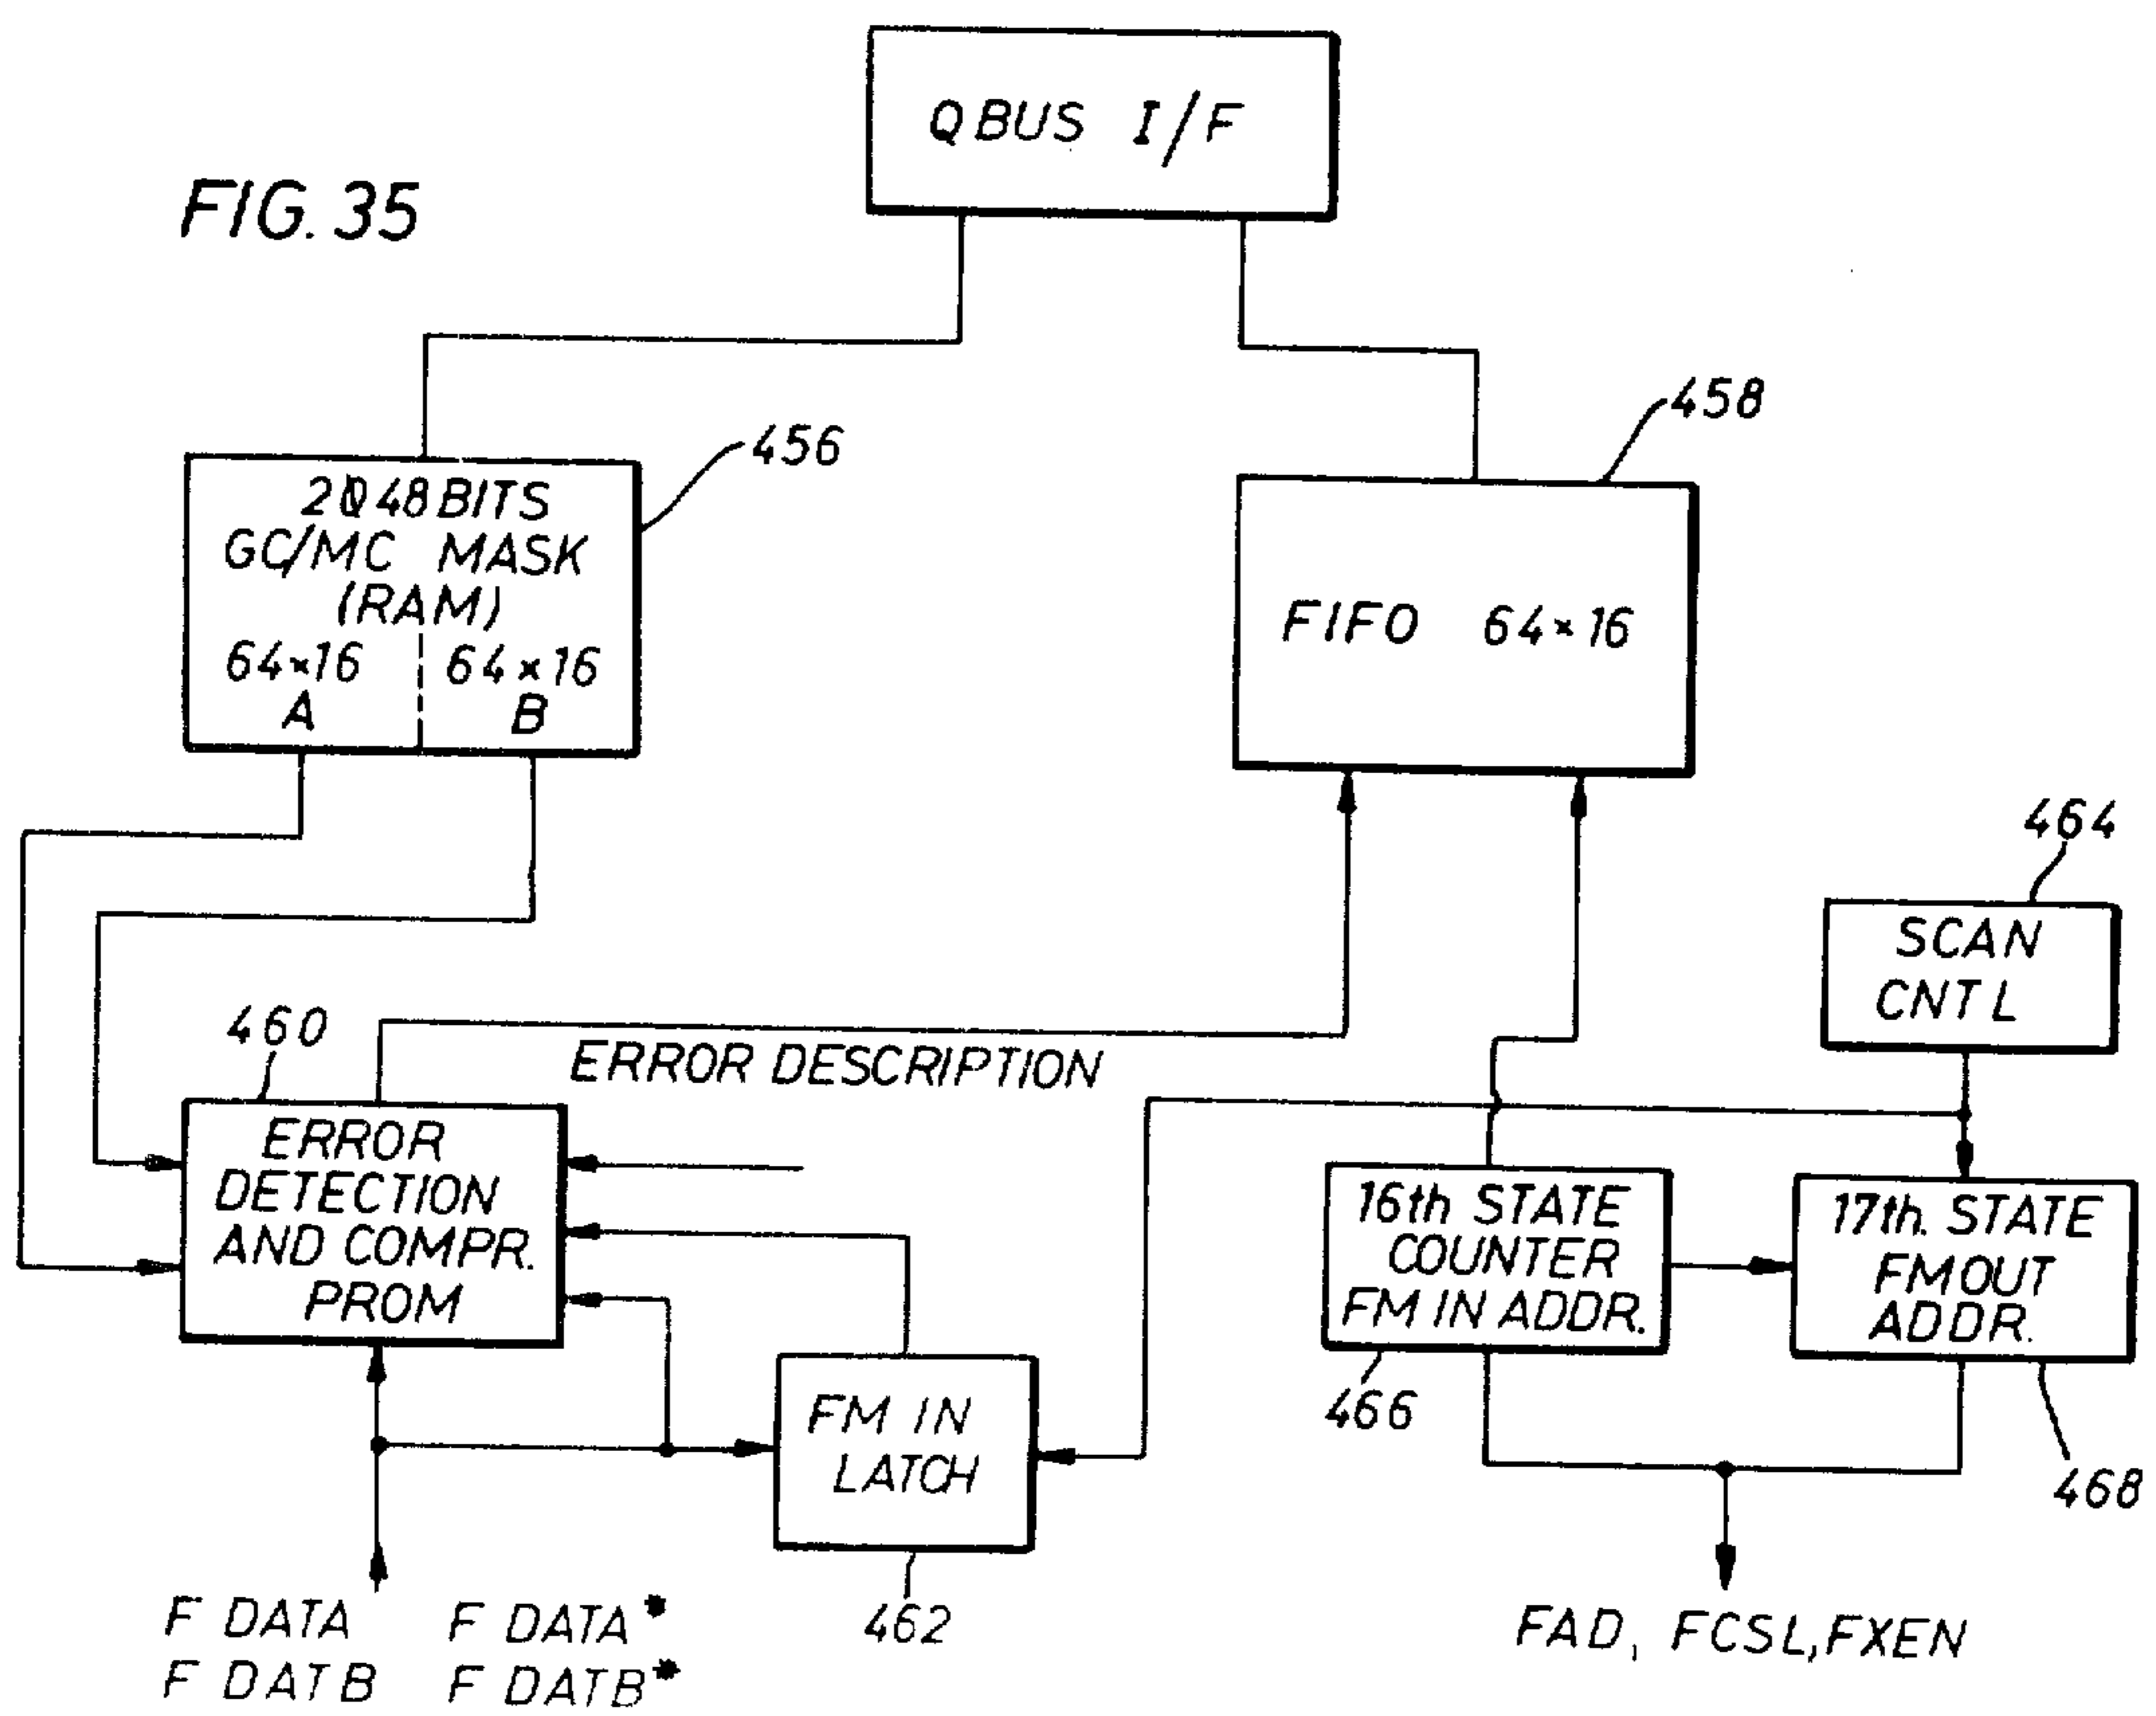 QBUS I/F
FIG. 35
458
456
2048 BITS
GC/MC MASK
(RAM)
64×16 64×16
A B
FIFO 64×16
464
SCAN
CNTL
460
ERROR DESCRIPTION
ERROR
DETECTION
AND COMPR.
PROM
16th STATE
COUNTER
FM IN ADDR.
17th. STATE
FM OUT
ADDR.
466
468
FM IN
LATCH
462
F DATA F DATA*
F DATB F DATB*
FAD, FCSL, FXEN